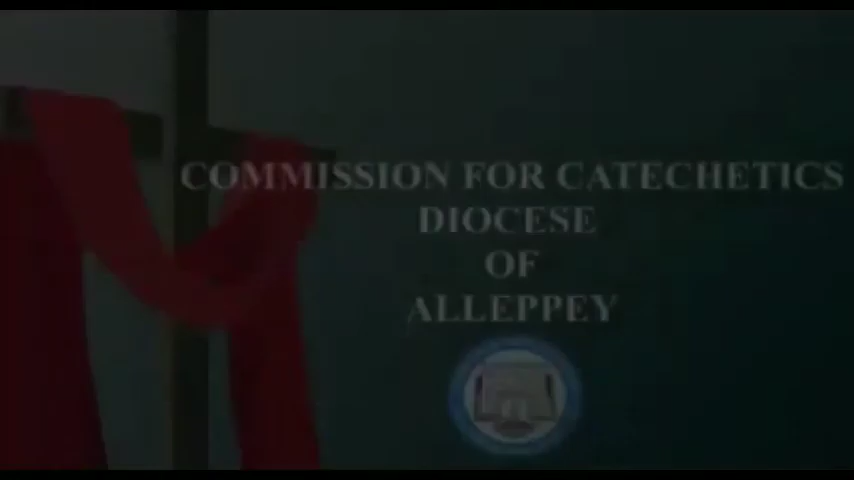 COMMISSION FOR CATECHETICS
DIOCESE
OF
ALLEPPEY